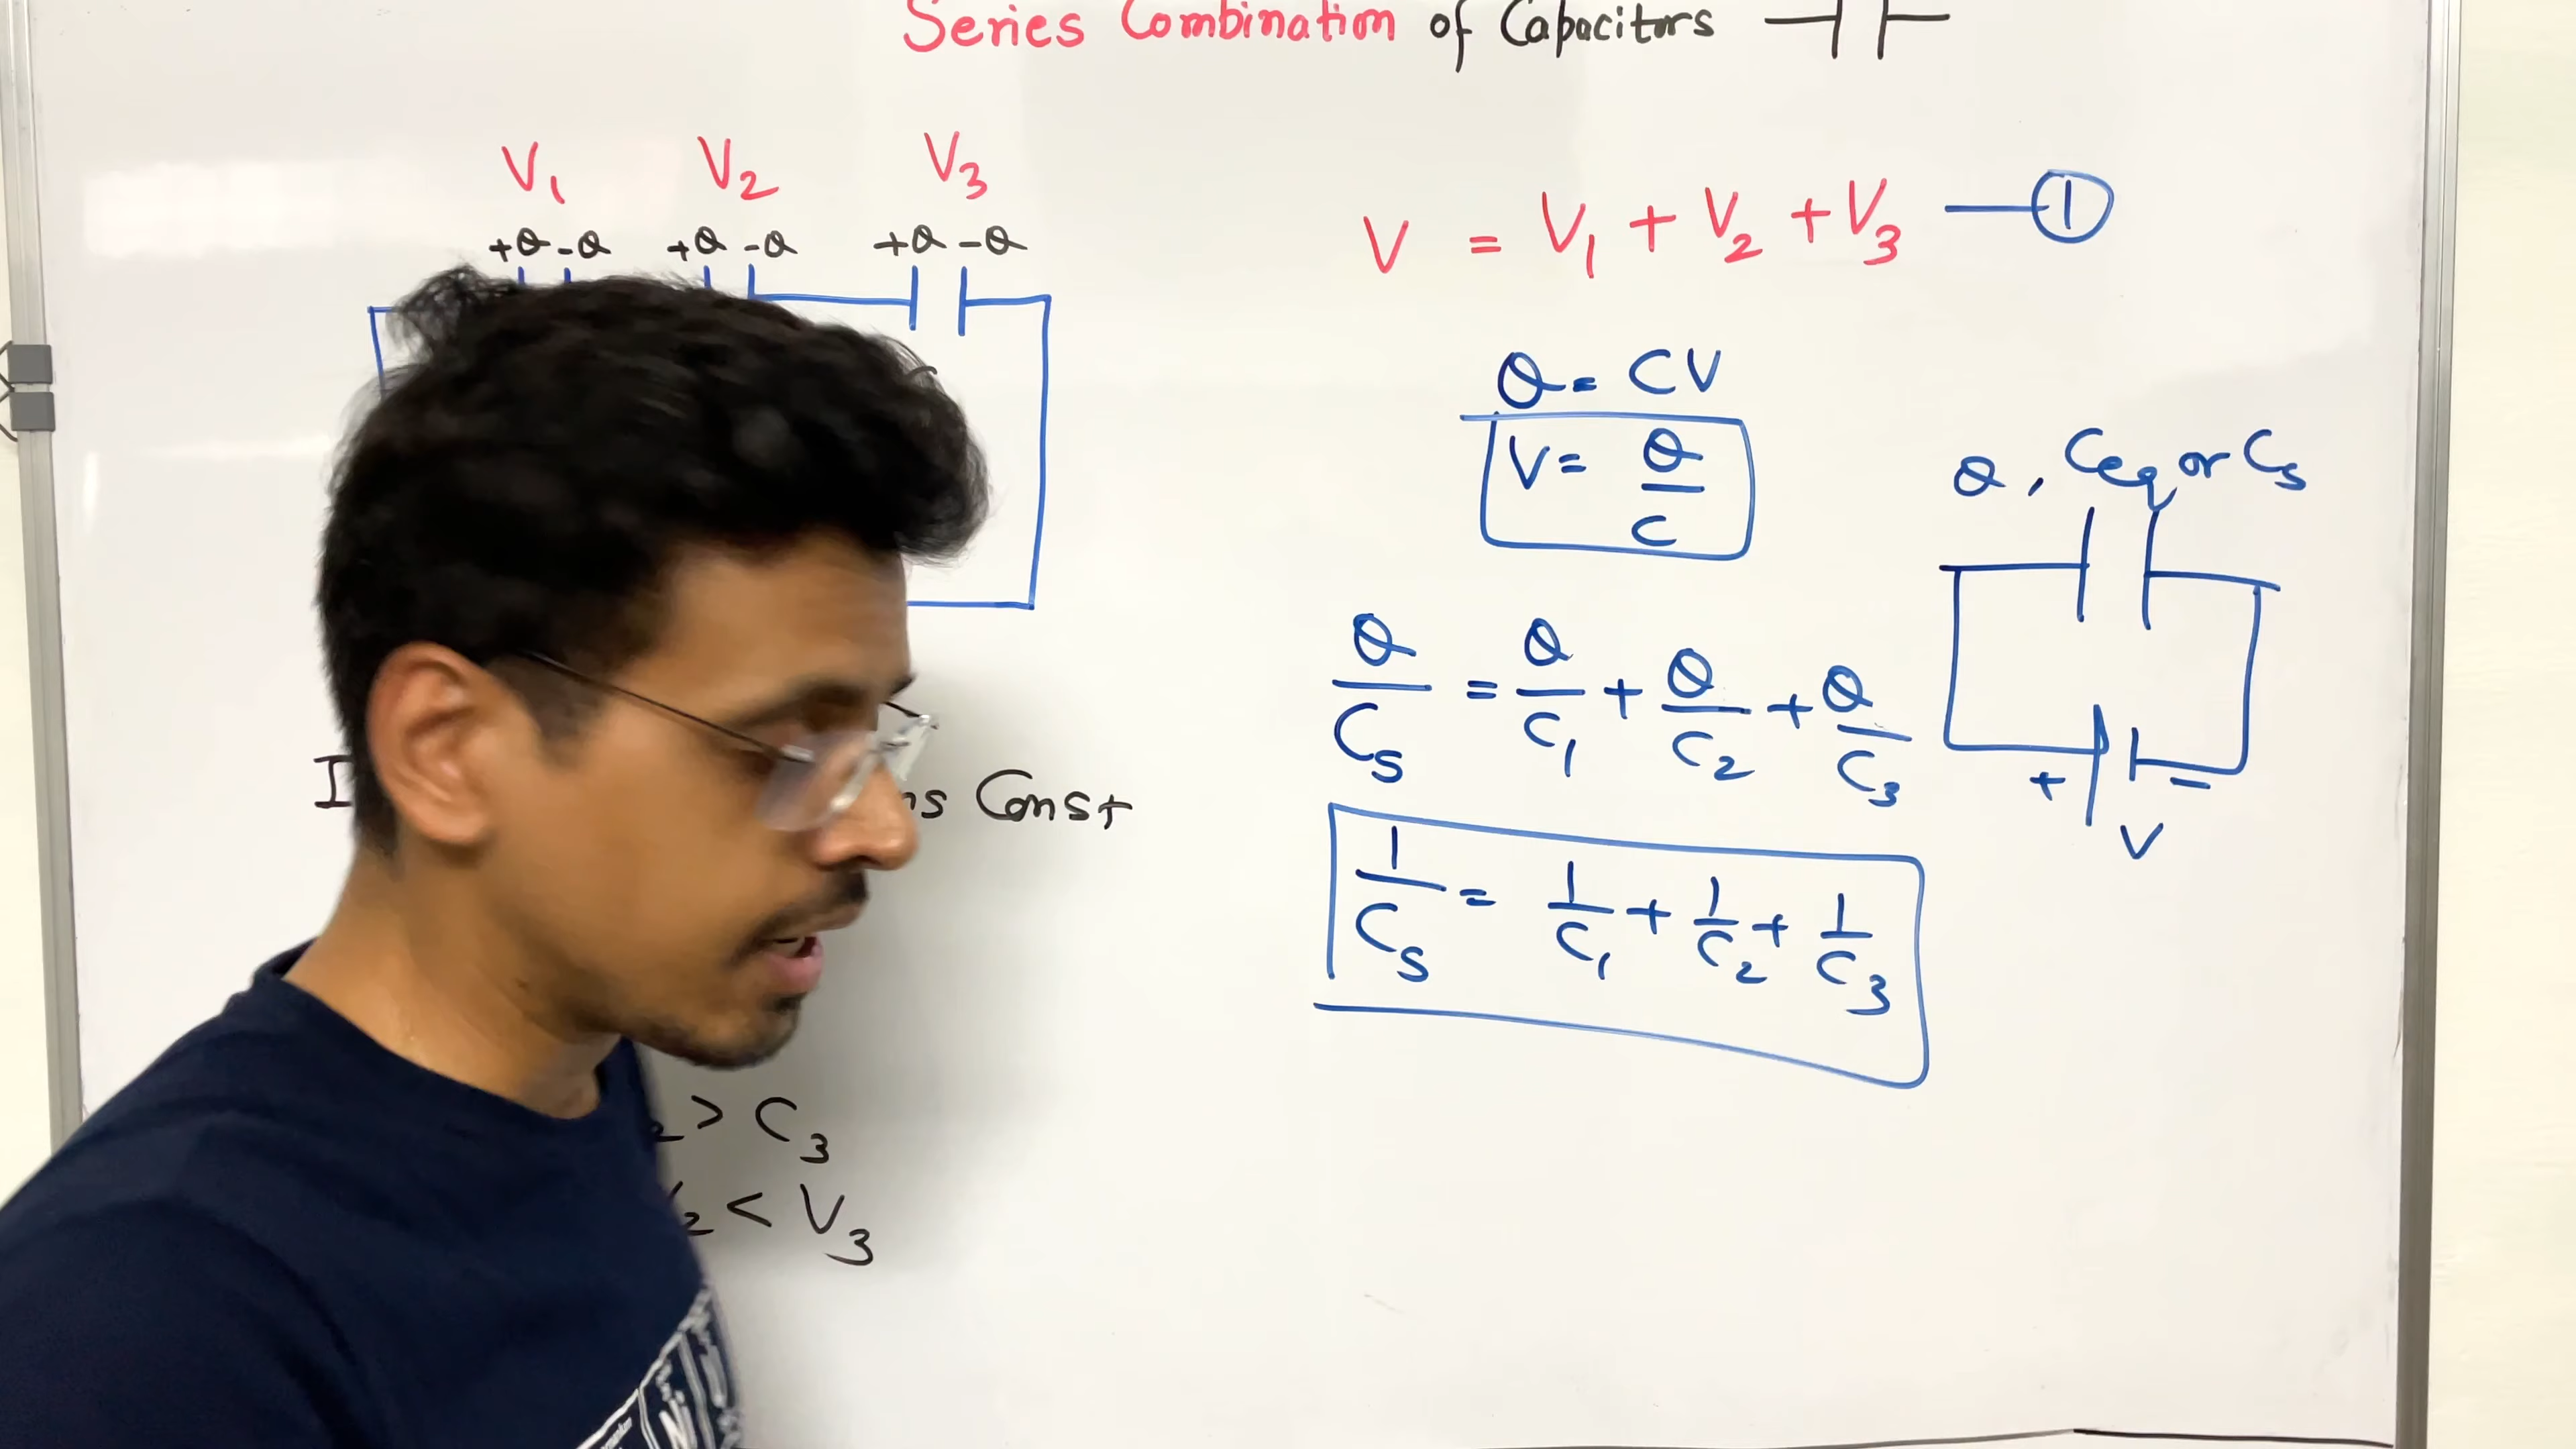 Series Combination of Capacitors
V₁ V₂ V₃
+Q -Q +Q -Q +Q -Q
Const
> C₃
₂ < V₃
V = V₁ + V₂ + V₃ — ①
Q = CV
V = Q/C
Q/Cs = Q/C₁ + Q/C₂ + Q/C₃
1/Cs = 1/C₁ + 1/C₂ + 1/C₃
Q, Ceq or Cs
+ −
V